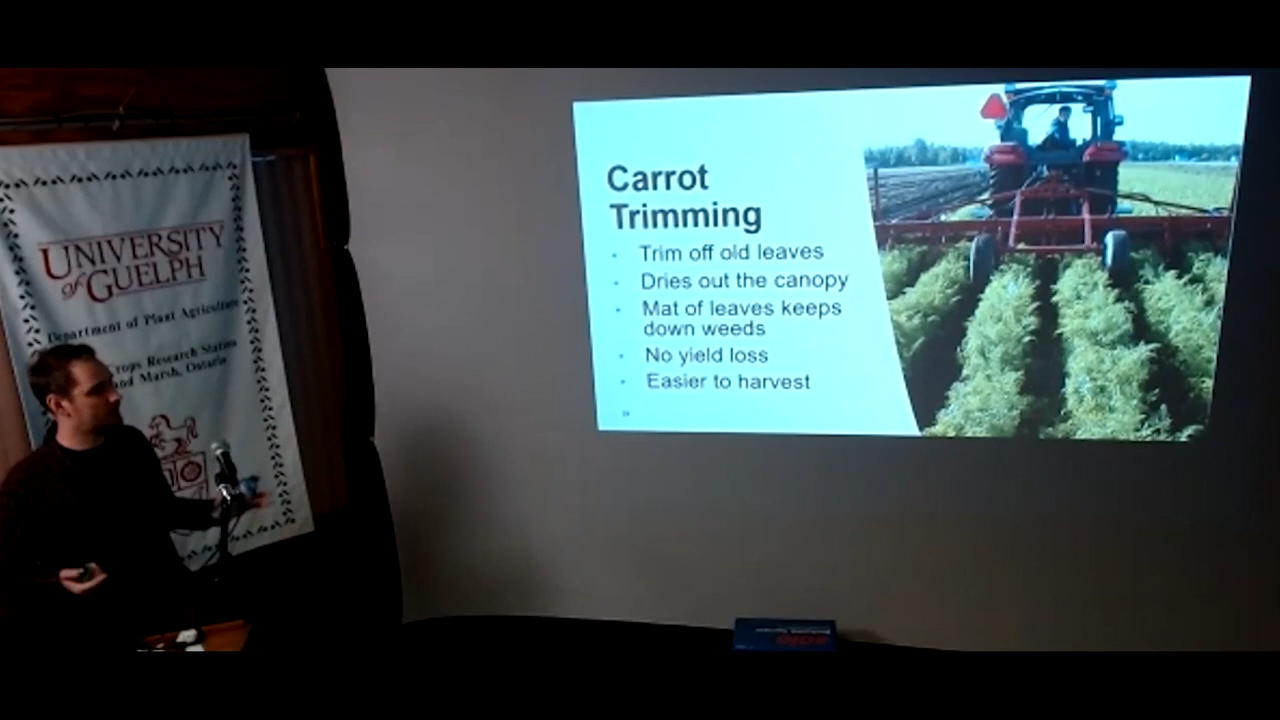 UNIVERSITY
of GUELPH
Department of Plant Agriculture
Crops Research Station
Marsh, Ontario
Carrot
Trimming
· Trim off old leaves
· Dries out the canopy
· Mat of leaves keeps
down weeds
· No yield loss
· Easier to harvest